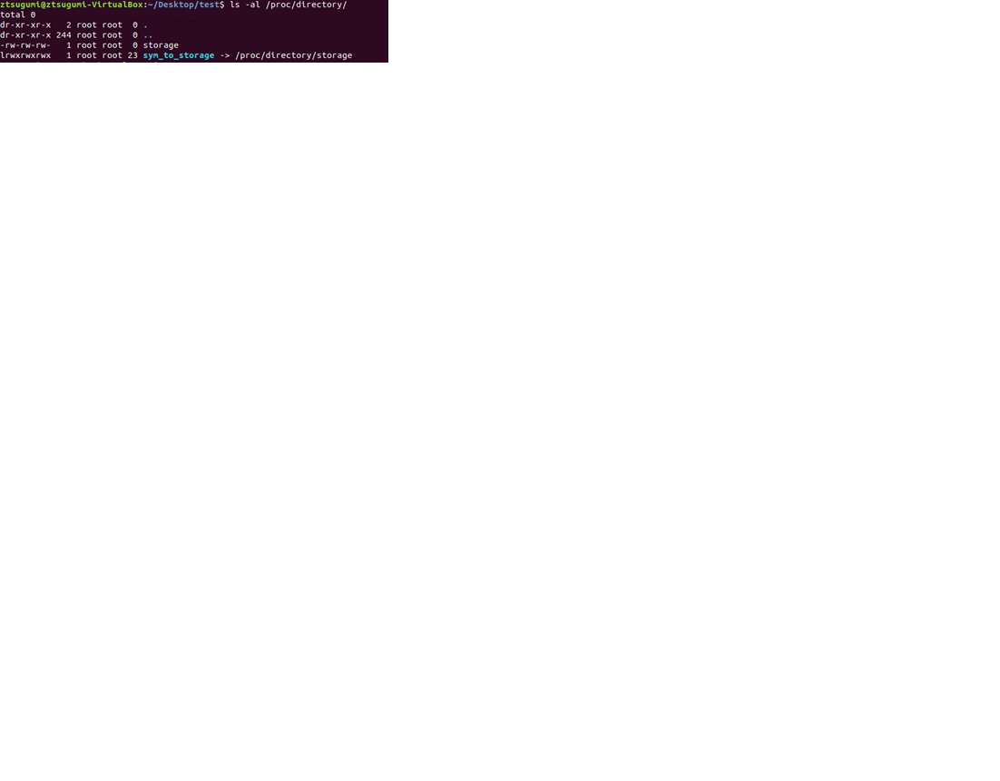 ztsugumi@ztsugumi-VirtualBox:~/Desktop/test$ ls -al /proc/directory/
total 0
dr-xr-xr-x   2 root root  0 .
dr-xr-xr-x 244 root root  0 ..
-rw-rw-rw-   1 root root  0 storage
lrwxrwxrwx   1 root root 23 sym_to_storage -> /proc/directory/storage